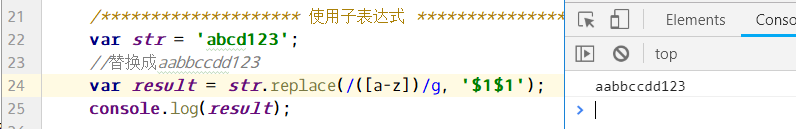 21 /******************** 使用子表达式 ***************
22 var str = 'abcd123';
23 //替换成aabbccdd123
24 var result = str.replace(/([a-z])/g, '$1$1');
25 console.log(result);
Elements Conso
top
aabbccdd123
>